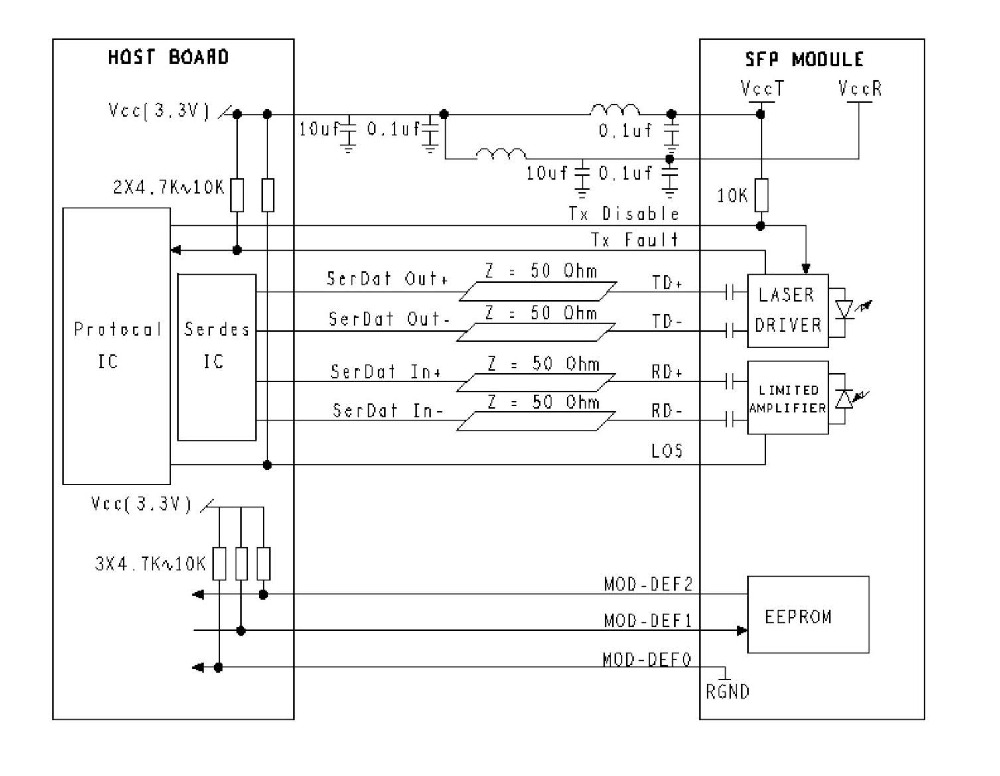 HOST BOARD
SFP MODULE
VccT
VccR
Vcc(3.3V)
10uf
0.1uf
0.1uf
10uf
0.1uf
2X4.7K∿10K
10K
Tx Disable
Tx Fault
Z = 50 Ohm
SerDat Out+
TD+
LASER
DRIVER
Z = 50 Ohm
SerDat Out-
TD-
Protocal
IC
Serdes
IC
Z = 50 Ohm
SerDat In+
RD+
LIMITED
AMPLIFIER
Z = 50 Ohm
SerDat In-
RD-
LOS
Vcc(3.3V)
3X4.7K∿10K
MOD-DEF2
MOD-DEF1
EEPROM
MOD-DEF0
RGND